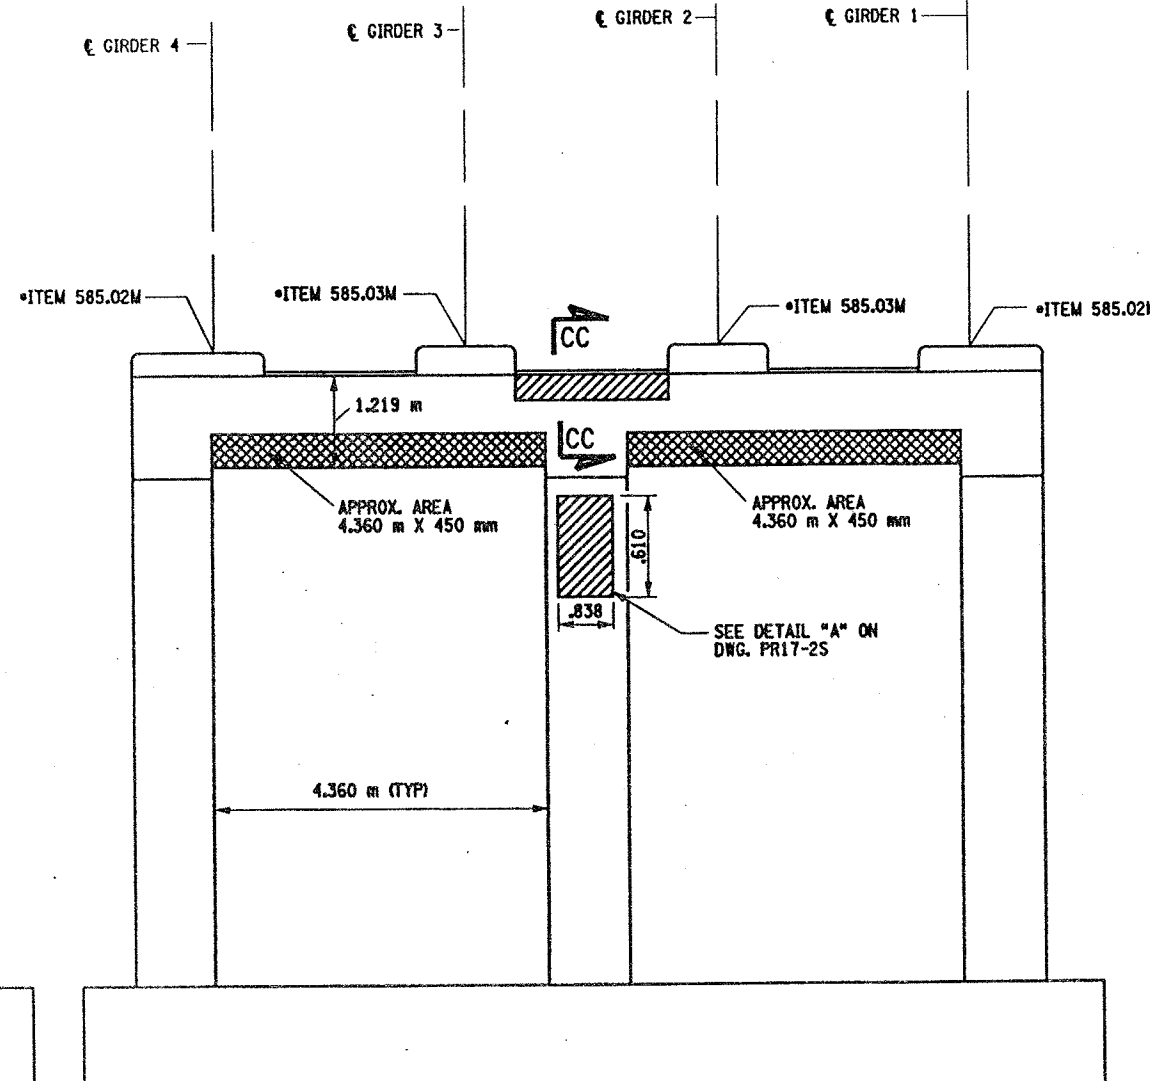 ℄ GIRDER 4
℄ GIRDER 3
℄ GIRDER 2
℄ GIRDER 1
•ITEM 585.02M
•ITEM 585.03M
•ITEM 585.03M
•ITEM 585.02M
CC
1.219 m
CC
APPROX. AREA
4.360 m X 450 mm
APPROX. AREA
4.360 m X 450 mm
.610
.838
SEE DETAIL "A" ON
DWG. PR17-2S
4.360 m (TYP)